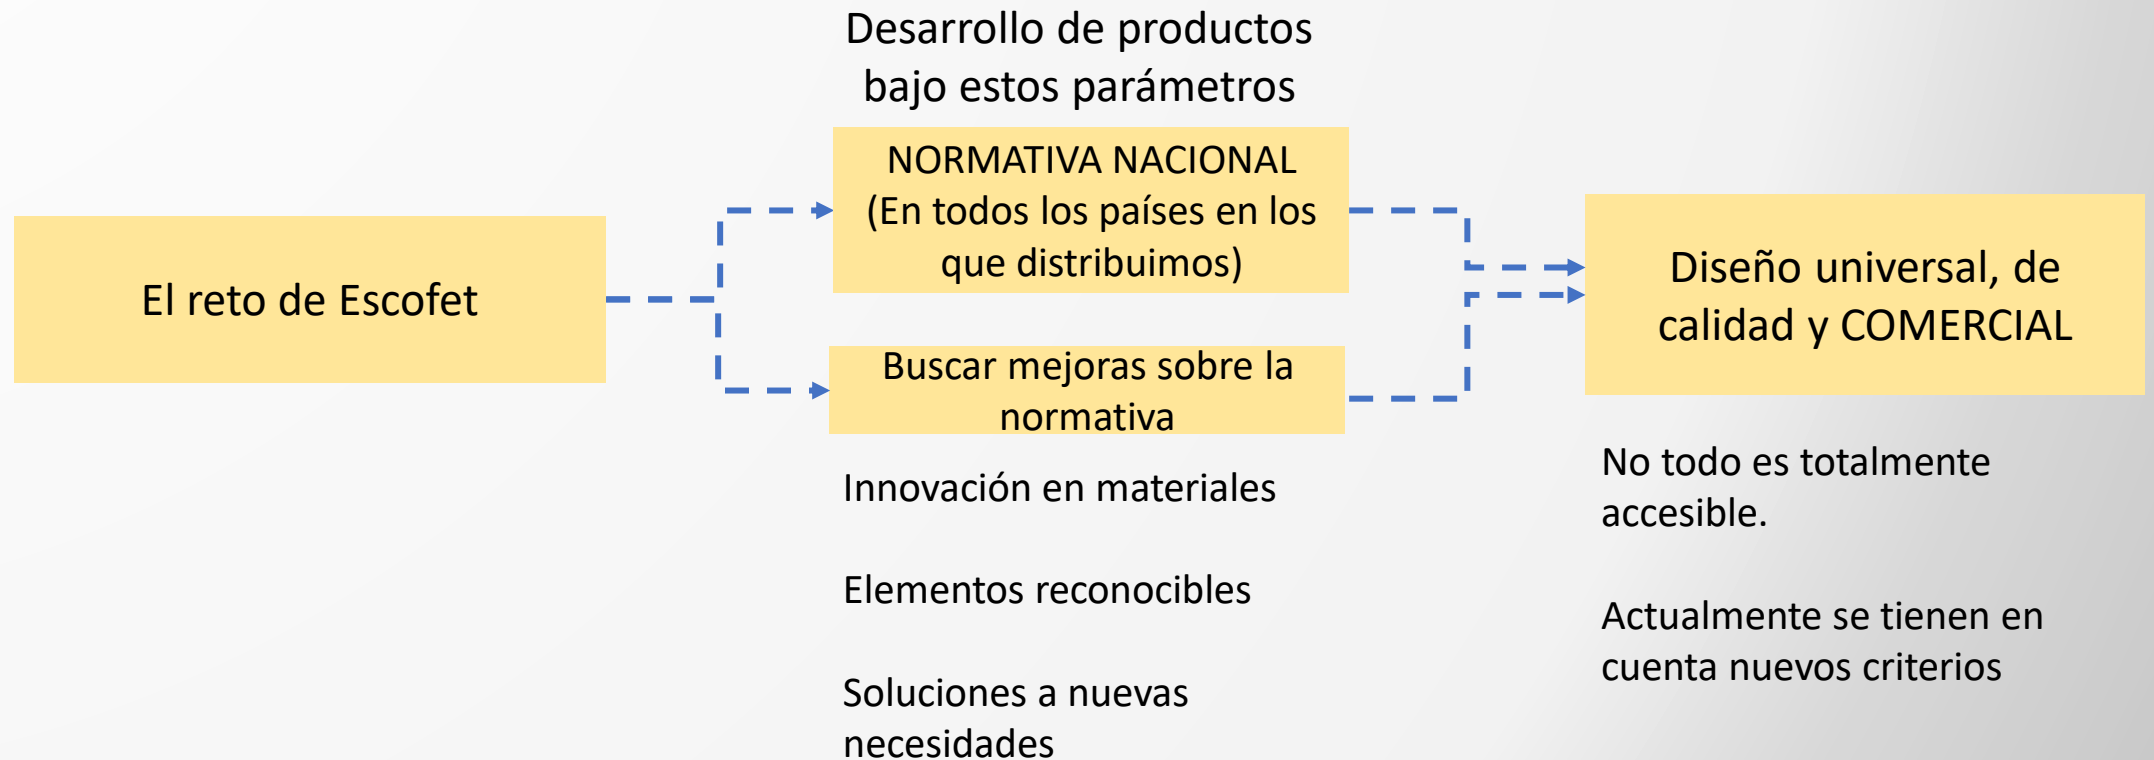 Desarrollo de productos
bajo estos parámetros
El reto de Escofet
NORMATIVA NACIONAL
(En todos los países en los
que distribuimos)
Buscar mejoras sobre la
normativa
Innovación en materiales
Elementos reconocibles
Soluciones a nuevas
necesidades
Diseño universal, de
calidad y COMERCIAL
No todo es totalmente
accesible.
Actualmente se tienen en
cuenta nuevos criterios